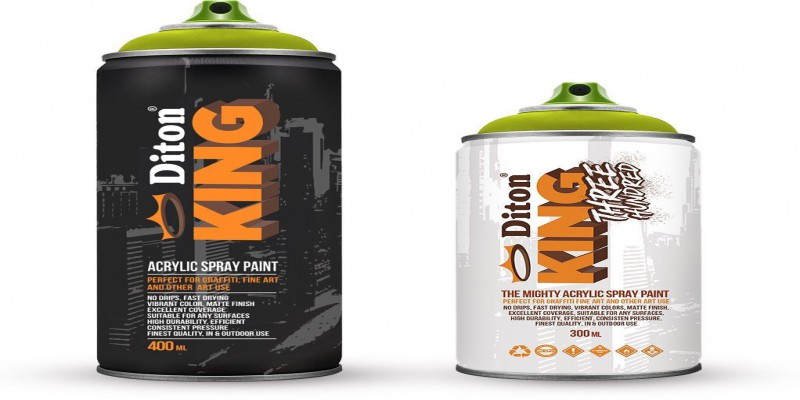 Diton®
KING
ACRYLIC SPRAY PAINT
PERFECT FOR GRAFFITI, FINE ART
AND OTHER ART USE
NO DRIPS, FAST DRYING
VIBRANT COLOR, MATTE FINISH
EXCELLENT COVERAGE
SUITABLE FOR ANY SURFACES
HIGH DURABILITY, EFFICIENT
CONSISTENT PRESSURE
FINEST QUALITY, IN & OUTDOOR USE
400 ML
Diton®
KING
THREE
HUNDRED
THE MIGHTY ACRYLIC SPRAY PAINT
PERFECT FOR GRAFFITI FINE ART AND OTHER ART USE
NO DRIPS, FAST DRYING, VIBRANT COLORS, MATTE FINISH,
EXCELLENT COVERAGE, SUITABLE FOR ANY SURFACES.
HIGH DURABILITY, EFFICIENT, CONSISTEN PRESSURE,
FINEST QUALITY, IN & OUTDOOR USE
300 ML